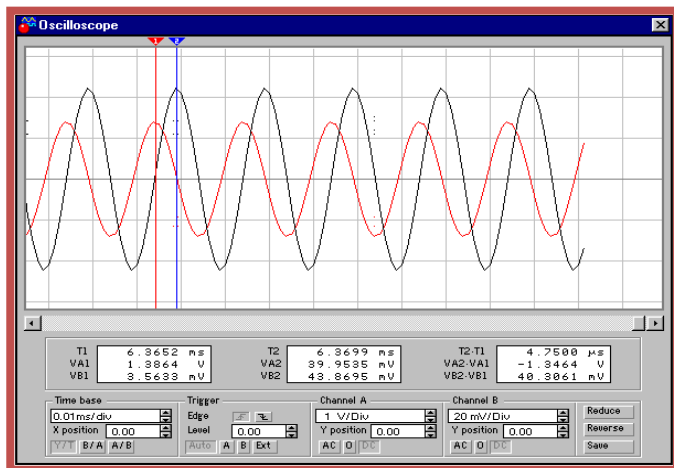 Oscilloscope
1 2
T1 6.3652 ms T2 6.3699 ms T2-T1 4.7500 µs
VA1 1.3864 V VA2 39.9535 mV VA2-VA1 -1.3464 V
VB1 3.5633 mV VB2 43.8695 mV VB2-VB1 40.3061 mV
Time base Trigger Channel A Channel B
0.01ms/div Edge 1 V/Div 20 mV/Div Reduce
X position 0.00 Level 0.00 Y position 0.00 Y position 0.00 Reverse
Y/T B/A A/B Auto A B Ext AC 0 DC AC 0 DC Save